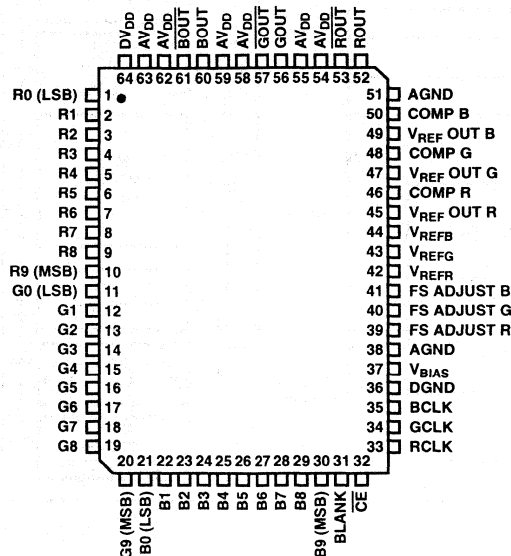 DVDD AVDD AVDD BOUT BOUT AVDD AVDD GOUT GOUT AVDD AVDD ROUT ROUT
64 63 62 61 60 59 58 57 56 55 54 53 52
R0 (LSB) 1
R1 2
R2 3
R3 4
R4 5
R5 6
R6 7
R7 8
R8 9
R9 (MSB) 10
G0 (LSB) 11
G1 12
G2 13
G3 14
G4 15
G5 16
G6 17
G7 18
G8 19
51 AGND
50 COMP B
49 VREF OUT B
48 COMP G
47 VREF OUT G
46 COMP R
45 VREF OUT R
44 VREFB
43 VREFG
42 VREFR
41 FS ADJUST B
40 FS ADJUST G
39 FS ADJUST R
38 AGND
37 VBIAS
36 DGND
35 BCLK
34 GCLK
33 RCLK
20 21 22 23 24 25 26 27 28 29 30 31 32
G9 (MSB) B0 (LSB) B1 B2 B3 B4 B5 B6 B7 B8 B9 (MSB) BLANK CE